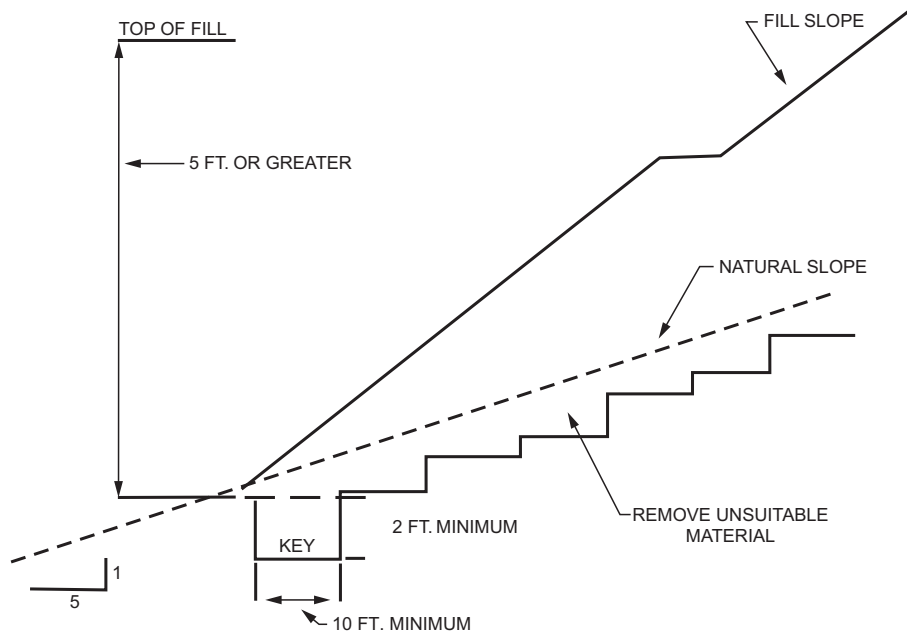 TOP OF FILL
FILL SLOPE
5 FT. OR GREATER
NATURAL SLOPE
2 FT. MINIMUM
REMOVE UNSUITABLE
MATERIAL
KEY
1
5
10 FT. MINIMUM